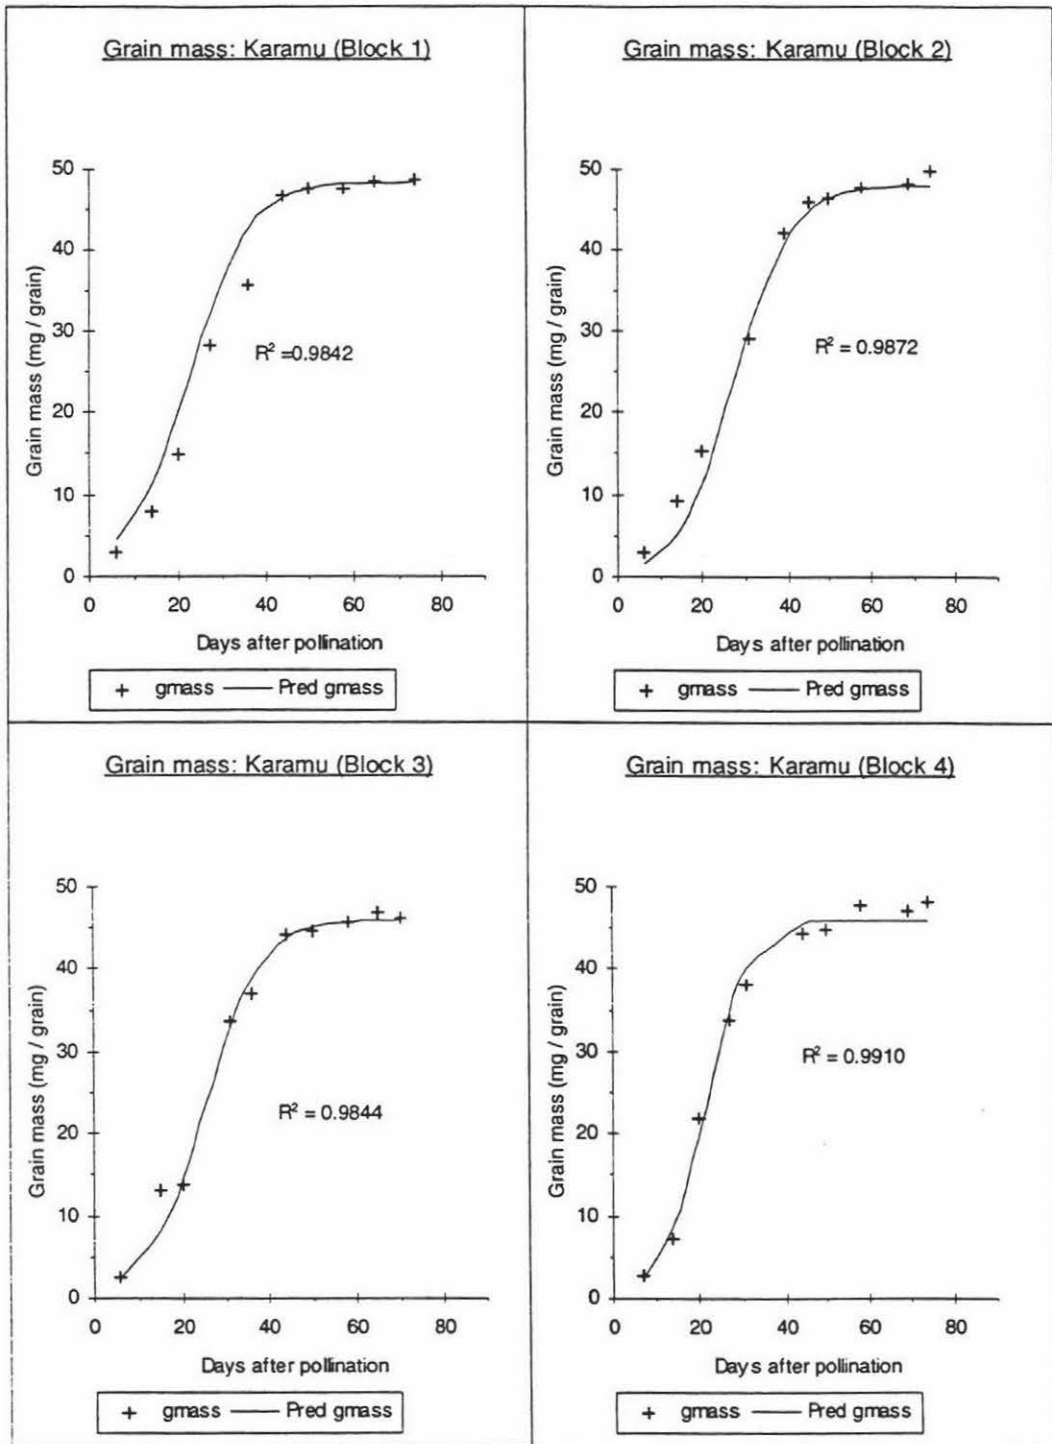 Grain mass: Karamu (Block 1)
50
40
30
20
10
0
Grain mass (mg / grain)
R² =0.9842
0 20 40 60 80
Days after pollination
+ gmass Pred gmass
Grain mass: Karamu (Block 2)
50
40
30
20
10
0
Grain mass (mg / grain)
R² = 0.9872
0 20 40 60 80
Days after pollination
+ gmass Pred gmass
Grain mass: Karamu (Block 3)
50
40
30
20
10
0
Grain mass (mg / grain)
R² = 0.9844
0 20 40 60 80
Days after pollination
+ gmass Pred gmass
Grain mass: Karamu (Block 4)
50
40
30
20
10
0
Grain mass (mg / grain)
R² = 0.9910
0 20 40 60 80
Days after pollination
+ gmass Pred gmass